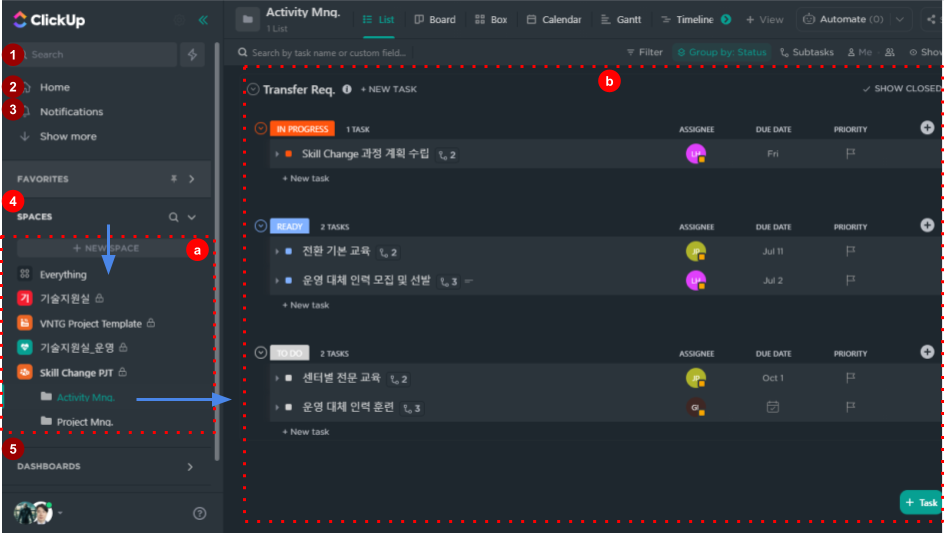 ClickUp
Activity Mng.
1 List
List
Board
Box
Calendar
Gantt
Timeline
+ View
Automate (0)
1
Search
Search by task name or custom field...
Filter
Group by: Status
Subtasks
Me
Show
2
Home
3
Notifications
Show more
b
Transfer Req.
+ NEW TASK
SHOW CLOSED
IN PROGRESS
1 TASK
ASSIGNEE
DUE DATE
PRIORITY
Skill Change 과정 계획 수립
2
LH
Fri
+ New task
FAVORITES
4
SPACES
a
+ NEW SPACE
Everything
기
기술지원실
VNTG Project Template
기술지원실_운영
Skill Change PJT
Activity Mng.
Project Mng.
READY
2 TASKS
ASSIGNEE
DUE DATE
PRIORITY
전환 기본 교육
2
JP
Jul 11
운영 대체 인력 모집 및 선발
3
LH
Jul 2
+ New task
TO DO
2 TASKS
ASSIGNEE
DUE DATE
PRIORITY
센터별 전문 교육
2
JP
Oct 1
운영 대체 인력 훈련
3
+ New task
5
DASHBOARDS
+ Task